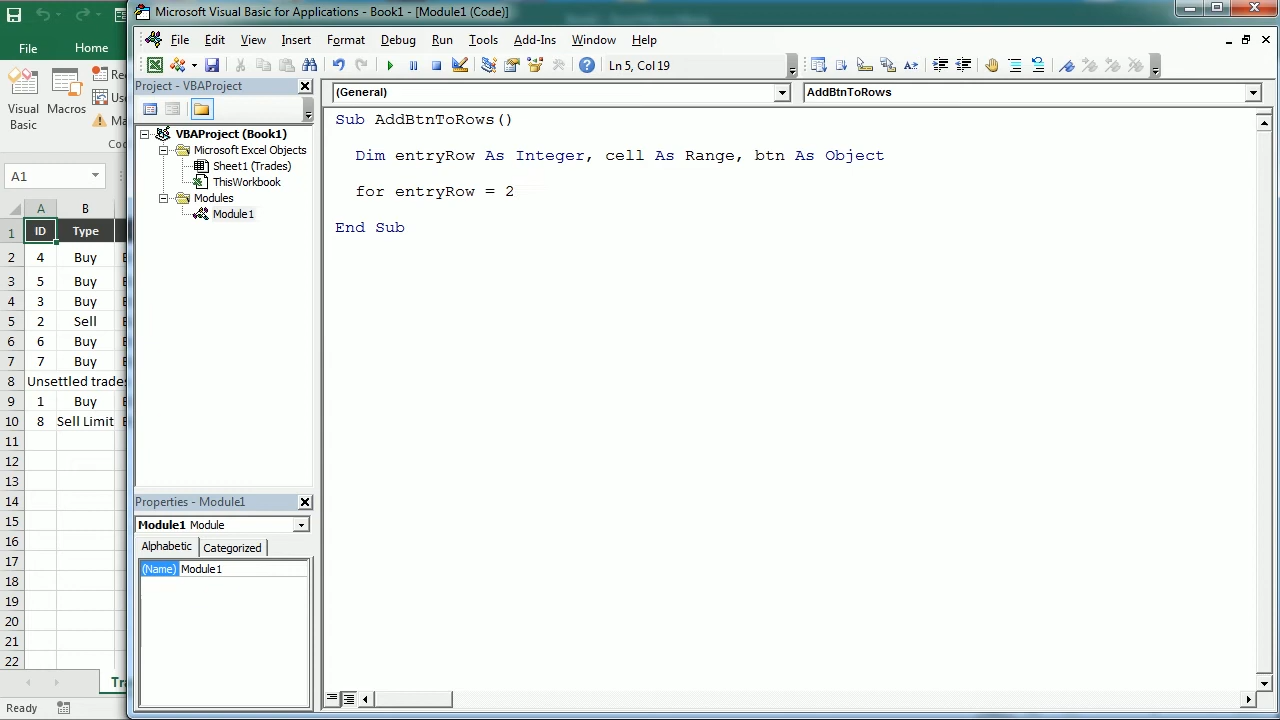 Microsoft Visual Basic for Applications - Book1 - [Module1 (Code)]
File Edit View Insert Format Debug Run Tools Add-Ins Window Help
Ln 5, Col 19
File Home
Visual Basic
Macros
A1
Project - VBAProject
VBAProject (Book1)
Microsoft Excel Objects
Sheet1 (Trades)
ThisWorkbook
Modules
Module1
(General)
AddBtnToRows
Sub AddBtnToRows()
Dim entryRow As Integer, cell As Range, btn As Object
for entryRow = 2
End Sub
A B
1 ID Type
2 4 Buy
3 5 Buy
4 3 Buy
5 2 Sell
6 6 Buy
7 7 Buy
8 Unsettled trades
9 1 Buy
10 8 Sell Limit
11
12
13
14
15
16
17
18
19
20
21
22
Properties - Module1
Module1 Module
Alphabetic Categorized
(Name) Module1
Ready